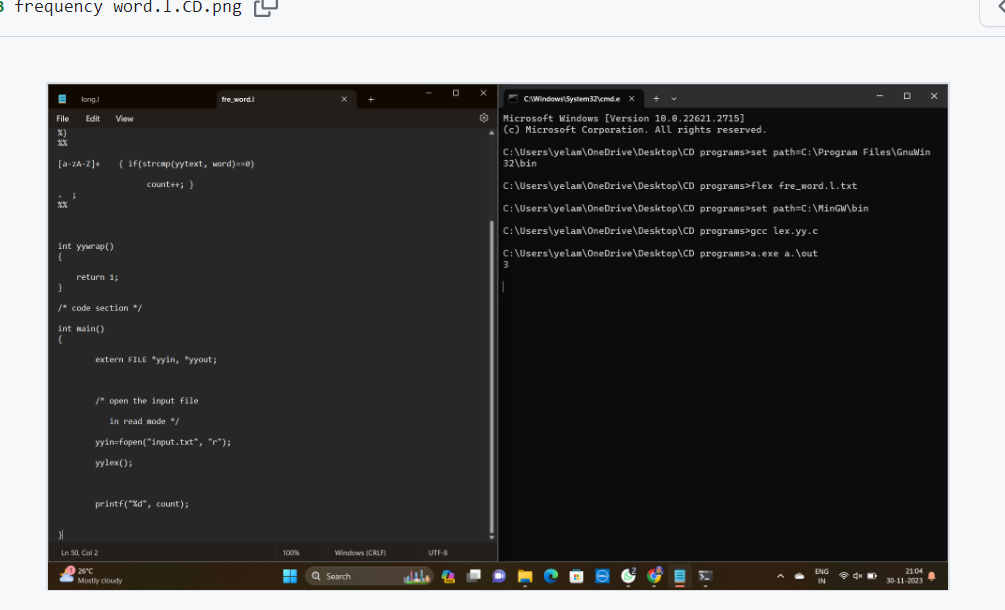 3 frequency word.l.CD.png
long.l
fre_word.l
File Edit View
%}
%%
[a-zA-Z]+ { if(strcmp(yytext, word)==0)
count++; }
. ;
%%
int yywrap()
{
return 1;
}
/* code section */
int main()
{
extern FILE *yyin, *yyout;
/* open the input file
in read mode */
yyin=fopen("input.txt", "r");
yylex();
printf("%d", count);
}
Ln 50, Col 2 100% Windows (CRLF) UTF-8
C:\Windows\System32\cmd.e
Microsoft Windows [Version 10.0.22621.2715]
(c) Microsoft Corporation. All rights reserved.
C:\Users\yelam\OneDrive\Desktop\CD programs>set path=C:\Program Files\GnuWin
32\bin
C:\Users\yelam\OneDrive\Desktop\CD programs>flex fre_word.l.txt
C:\Users\yelam\OneDrive\Desktop\CD programs>set path=C:\MinGW\bin
C:\Users\yelam\OneDrive\Desktop\CD programs>gcc lex.yy.c
C:\Users\yelam\OneDrive\Desktop\CD programs>a.exe a.\out
3
1
26°C
Mostly cloudy
Search
2
ENG
IN
21:04
30-11-2023